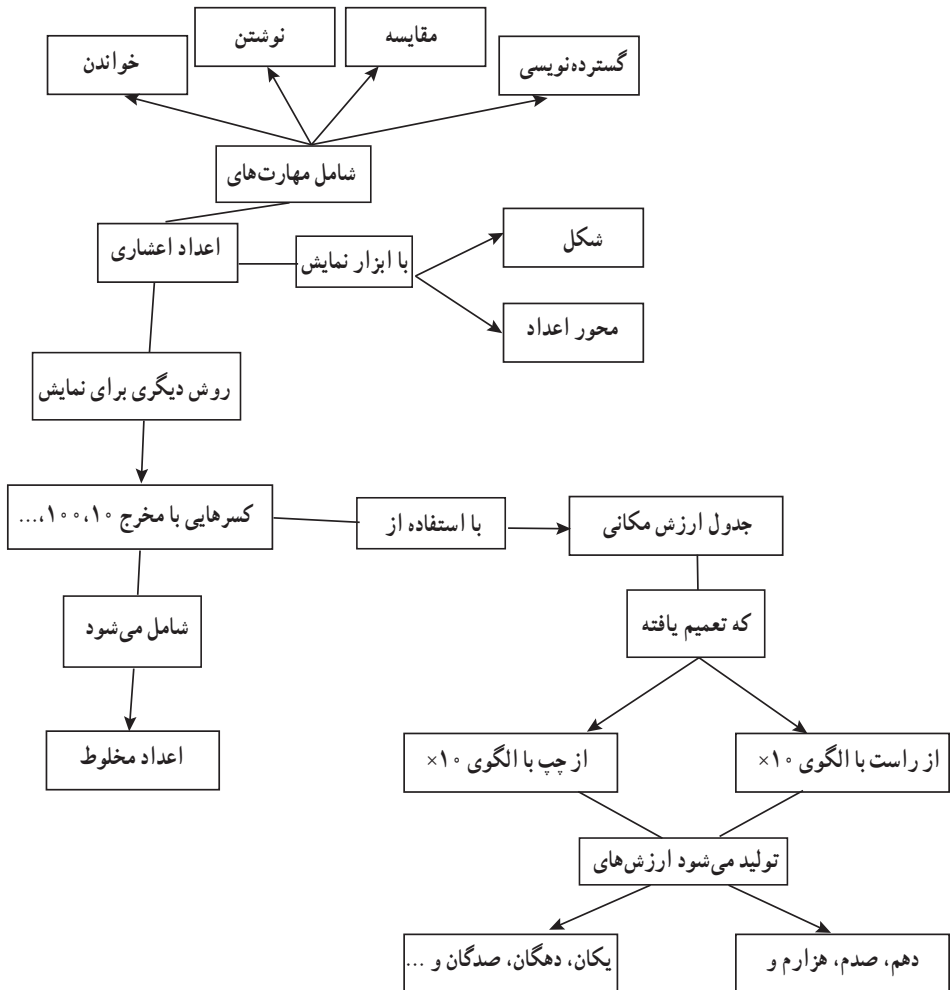 گسترده‌نویسی
مقایسه
نوشتن
خواندن
شامل مهارت‌های
اعداد اعشاری
با ابزار نمایش
شکل
محور اعداد
روش دیگری برای نمایش
کسرهایی با مخرج ۱۰،۱۰۰،...
با استفاده از
جدول ارزش مکانی
شامل می‌شود
که تعمیم یافته
اعداد مخلوط
از راست با الگوی ۱۰×
از چپ با الگوی ۱۰×
تولید می‌شود ارزش‌های
دهم، صدم، هزارم و
یکان، دهگان، صدگان و ...